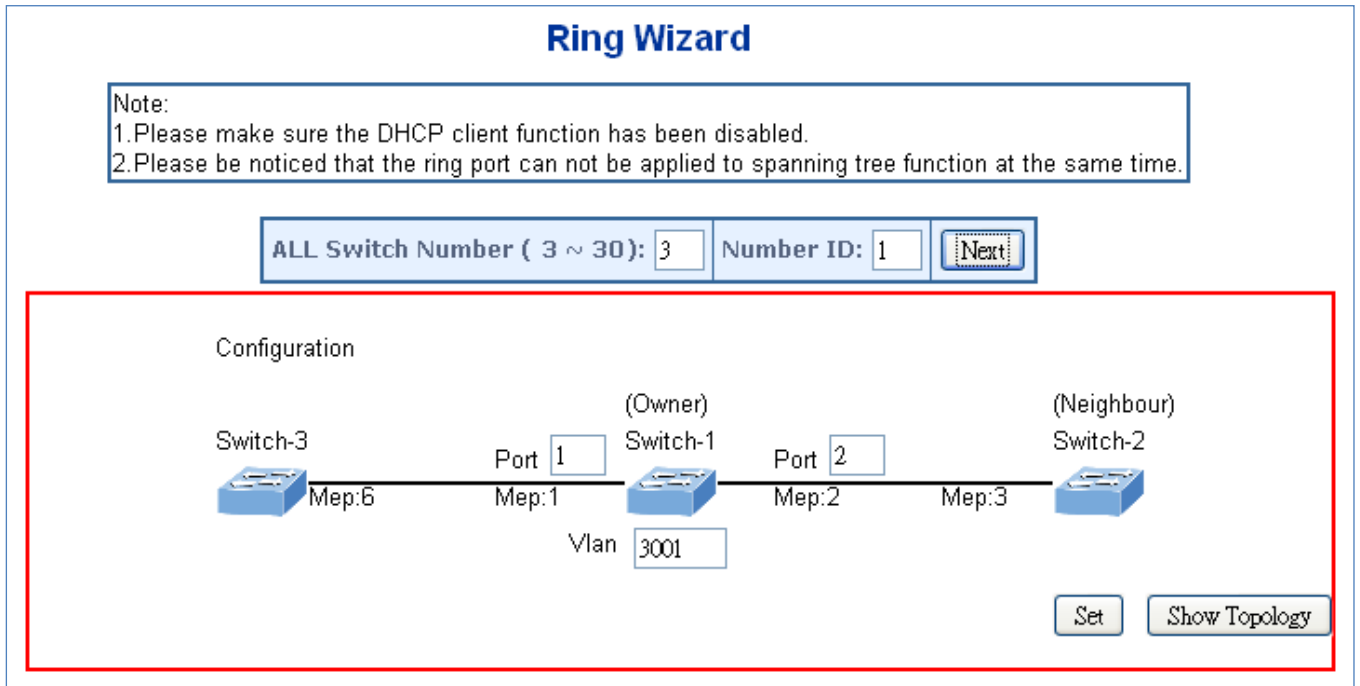 Ring Wizard
Note:
1.Please make sure the DHCP client function has been disabled.
2.Please be noticed that the ring port can not be applied to spanning tree function at the same time.
ALL Switch Number ( 3 ~ 30): 3 Number ID: 1 Next
Configuration
(Owner) (Neighbour)
Switch-3 Port 1 Switch-1 Port 2 Switch-2
Mep:6 Mep:1 Mep:2 Mep:3
Vlan 3001
Set Show Topology